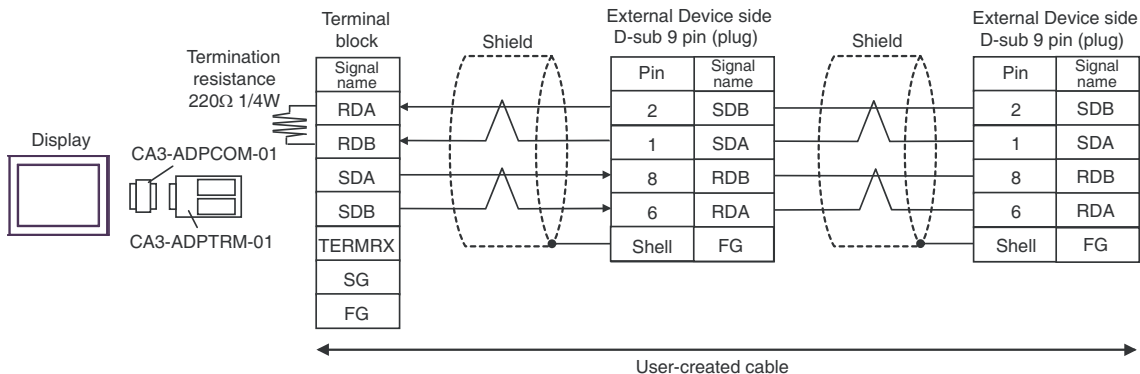 Terminal
block
External Device side
D-sub 9 pin (plug)
External Device side
D-sub 9 pin (plug)
Shield
Shield
Termination
resistance
220Ω 1/4W
Display
CA3-ADPCOM-01
CA3-ADPTRM-01
Signal
name
RDA
RDB
SDA
SDB
TERMRX
SG
FG
Pin Signal
name
2 SDB
1 SDA
8 RDB
6 RDA
Shell FG
Pin Signal
name
2 SDB
1 SDA
8 RDB
6 RDA
Shell FG
User-created cable